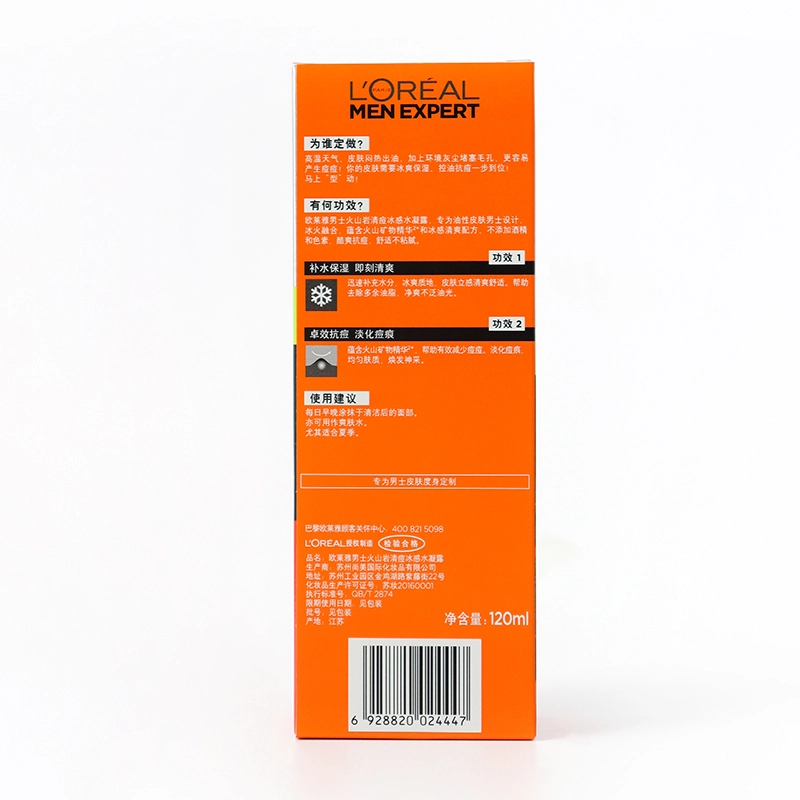 L'ORÉAL
PARIS
MEN EXPERT
为谁定做?
高温天气，皮肤闷热出油，加上环境灰尘堵塞毛孔，更容易
产生痘痘！你的皮肤需要冰爽保湿，控油抗痘一步到位！
马上“型”动！
有何功效?
欧莱雅男士火山岩清痘冰感水凝露，专为油性皮肤男士设计，
冰火融合，蕴含火山矿物精华²*和冰感清爽配方，不添加酒精
和色素，酷爽抗痘，舒适不粘腻。
功效 1
补水保湿 即刻清爽
迅速补充水分，冰爽质地，皮肤立感清爽舒适。帮助
去除多余油脂，净爽不泛油光。
功效 2
卓效抗痘 淡化痘痕
蕴含火山矿物精华²*，帮助有效减少痘痘。淡化痘痕，
均匀肤质，焕发神采。
使用建议
每日早晚涂抹于清洁后的面部。
亦可用作爽肤水。
尤其适合夏季。
专为男士皮肤度身定制
巴黎欧莱雅顾客关怀中心：400 821 5098
L'ORÉAL授权制造 检验合格
品名：欧莱雅男士火山岩清痘冰感水凝露
生产商：苏州尚美国际化妆品有限公司
地址：苏州工业园区金鸡湖路紫藤街22号
化妆品生产许可证号：苏妆20160001
执行标准号：QB/T 2874
限期使用日期：见包装
批号：见包装
产地：江苏
净含量：120ml
6 928820 024447